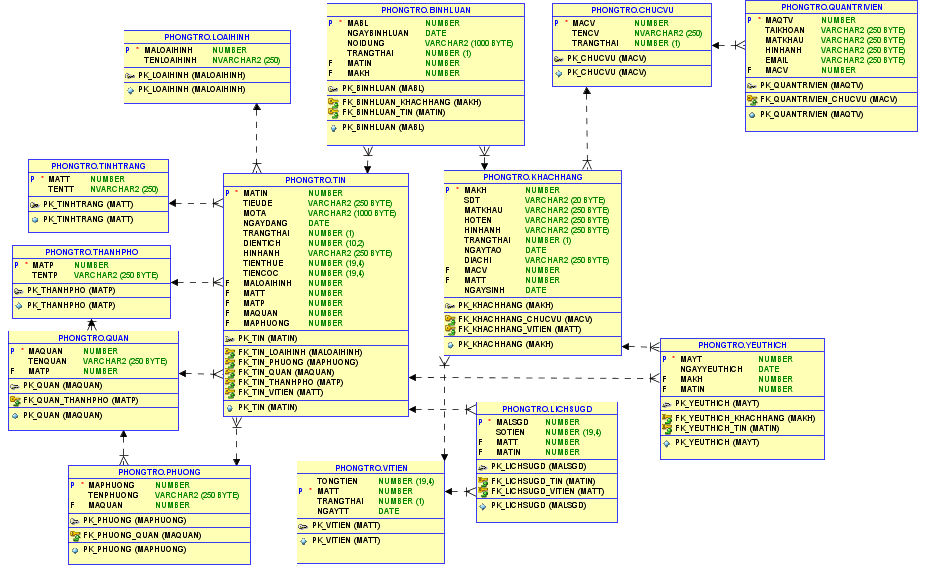 PHONGTRO.LOAIHINH
P * MALOAIHINH NUMBER
TENLOAIHINH NVARCHAR2 (250)
PK_LOAIHINH (MALOAIHINH)
PK_LOAIHINH (MALOAIHINH)
PHONGTRO.BINHLUAN
P * MABL NUMBER
NGAYBINHLUAN DATE
NOIDUNG VARCHAR2 (1000 BYTE)
TRANGTHAI NUMBER (1)
F MATIN NUMBER
F MAKH NUMBER
PK_BINHLUAN (MABL)
FK_BINHLUAN_KHACHHANG (MAKH)
FK_BINHLUAN_TIN (MATIN)
PK_BINHLUAN (MABL)
PHONGTRO.CHUCVU
P * MACV NUMBER
TENCV NVARCHAR2 (250)
TRANGTHAI NUMBER (1)
PK_CHUCVU (MACV)
PK_CHUCVU (MACV)
PHONGTRO.QUANTRIVIEN
P * MAQTV NUMBER
TAIKHOAN VARCHAR2 (250 BYTE)
MATKHAU VARCHAR2 (250 BYTE)
HINHANH VARCHAR2 (250 BYTE)
EMAIL VARCHAR2 (250 BYTE)
F MACV NUMBER
PK_QUANTRIVIEN (MAQTV)
FK_QUANTRIVIEN_CHUCVU (MACV)
PK_QUANTRIVIEN (MAQTV)
PHONGTRO.TINHTRANG
P * MATT NUMBER
TENTT NVARCHAR2 (250)
PK_TINHTRANG (MATT)
PK_TINHTRANG (MATT)
PHONGTRO.TIN
P * MATIN NUMBER
TIEUDE VARCHAR2 (250 BYTE)
MOTA VARCHAR2 (1000 BYTE)
NGAYDANG DATE
TRANGTHAI NUMBER (1)
DIENTICH NUMBER (10,2)
HINHANH VARCHAR2 (250 BYTE)
TIENTHUE NUMBER (19,4)
TIENCOC NUMBER (19,4)
F MALOAIHINH NUMBER
F MATT NUMBER
F MATP NUMBER
F MAQUAN NUMBER
F MAPHUONG NUMBER
PK_TIN (MATIN)
FK_TIN_LOAIHINH (MALOAIHINH)
FK_TIN_PHUONG (MAPHUONG)
FK_TIN_QUAN (MAQUAN)
FK_TIN_THANHPHO (MATP)
FK_TIN_VITIEN (MATT)
PK_TIN (MATIN)
PHONGTRO.KHACHHANG
P * MAKH NUMBER
SDT VARCHAR2 (20 BYTE)
MATKHAU VARCHAR2 (250 BYTE)
HOTEN VARCHAR2 (250 BYTE)
HINHANH VARCHAR2 (250 BYTE)
TRANGTHAI NUMBER (1)
NGAYTAO DATE
DIACHI VARCHAR2 (250 BYTE)
F MACV NUMBER
F MATT NUMBER
NGAYSINH DATE
PK_KHACHHANG (MAKH)
FK_KHACHHANG_CHUCVU (MACV)
FK_KHACHHANG_VITIEN (MATT)
PK_KHACHHANG (MAKH)
PHONGTRO.THANHPHO
P * MATP NUMBER
TENTP VARCHAR2 (250 BYTE)
PK_THANHPHO (MATP)
PK_THANHPHO (MATP)
PHONGTRO.QUAN
P * MAQUAN NUMBER
TENQUAN VARCHAR2 (250 BYTE)
F MATP NUMBER
PK_QUAN (MAQUAN)
FK_QUAN_THANHPHO (MATP)
PK_QUAN (MAQUAN)
PHONGTRO.YEUTHICH
P * MAYT NUMBER
NGAYYEUTHICH DATE
F MAKH NUMBER
F MATIN NUMBER
PK_YEUTHICH (MAYT)
FK_YEUTHICH_KHACHHANG (MAKH)
FK_YEUTHICH_TIN (MATIN)
PK_YEUTHICH (MAYT)
PHONGTRO.LICHSUGD
P * MALSGD NUMBER
SOTIEN NUMBER (19,4)
F MATT NUMBER
F MATIN NUMBER
PK_LICHSUGD (MALSGD)
FK_LICHSUGD_TIN (MATIN)
FK_LICHSUGD_VITIEN (MATT)
PK_LICHSUGD (MALSGD)
PHONGTRO.PHUONG
P * MAPHUONG NUMBER
TENPHUONG VARCHAR2 (250 BYTE)
F MAQUAN NUMBER
PK_PHUONG (MAPHUONG)
FK_PHUONG_QUAN (MAQUAN)
PK_PHUONG (MAPHUONG)
PHONGTRO.VITIEN
TONGTIEN NUMBER (19,4)
P * MATT NUMBER
TRANGTHAI NUMBER (1)
NGAYTT DATE
PK_VITIEN (MATT)
PK_VITIEN (MATT)